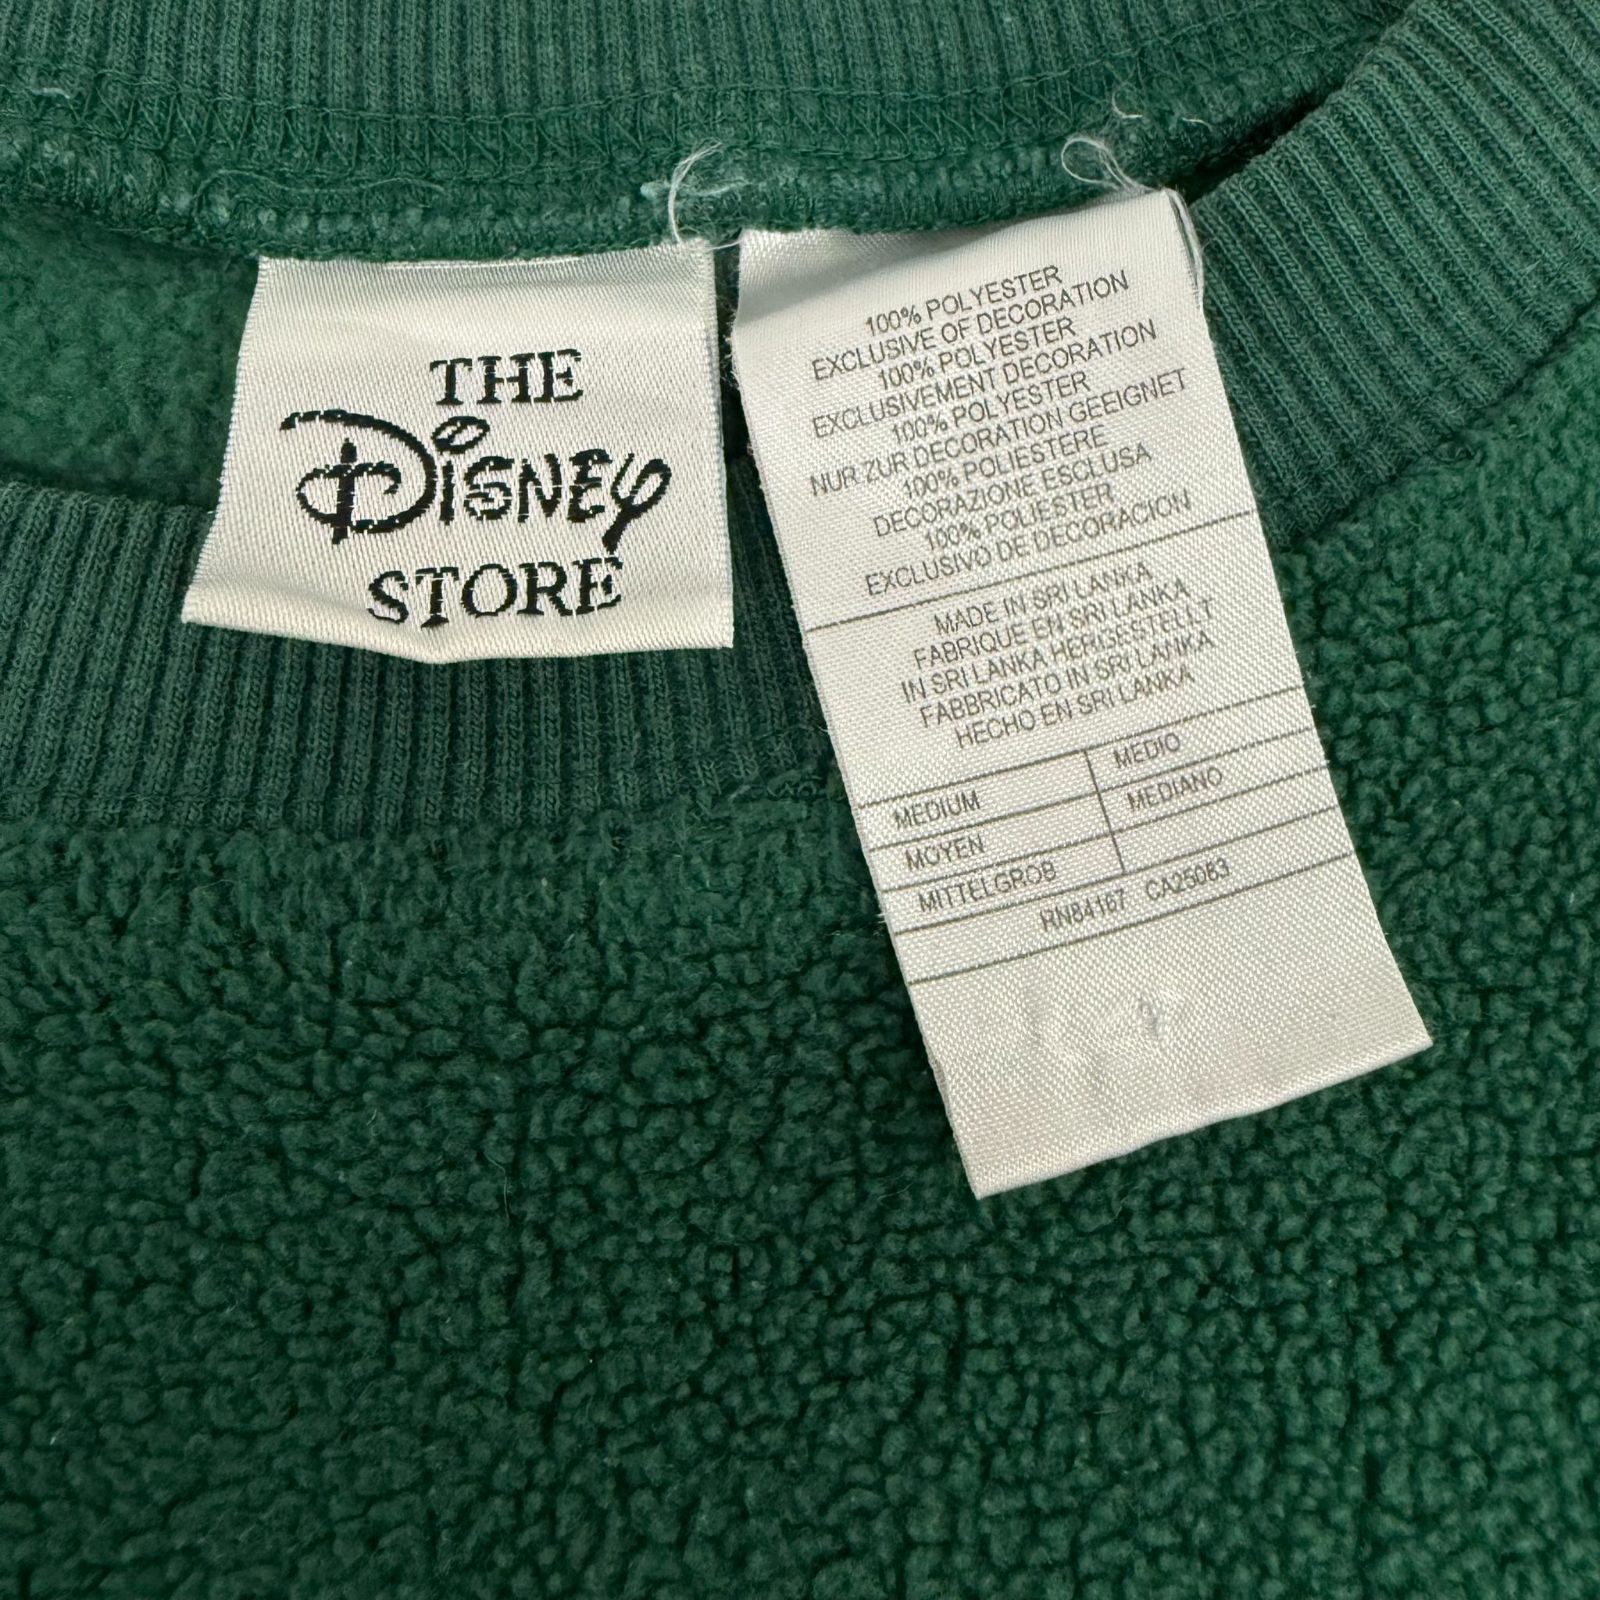 THE
DISNEY
STORE
100% POLYESTER
EXCLUSIVE OF DECORATION
100% POLYESTER
EXCLUSIVEMENT DECORATION
100% POLYESTER
NUR ZUR DECORATION GEEIGNET
100% POLIESTERE
DECORAZIONE ESCLUSA
100% POLIESTER
EXCLUSIVO DE DECORACION
MADE IN SRI LANKA
FABRIQUE EN SRI LANKA
IN SRI LANKA HERGESTELLT
FABBRICATO IN SRI LANKA
HECHO EN SRI LANKA
MEDIUM
MOYEN
MITTELGROB
MEDIO
MEDIANO
RN84167 CA25083